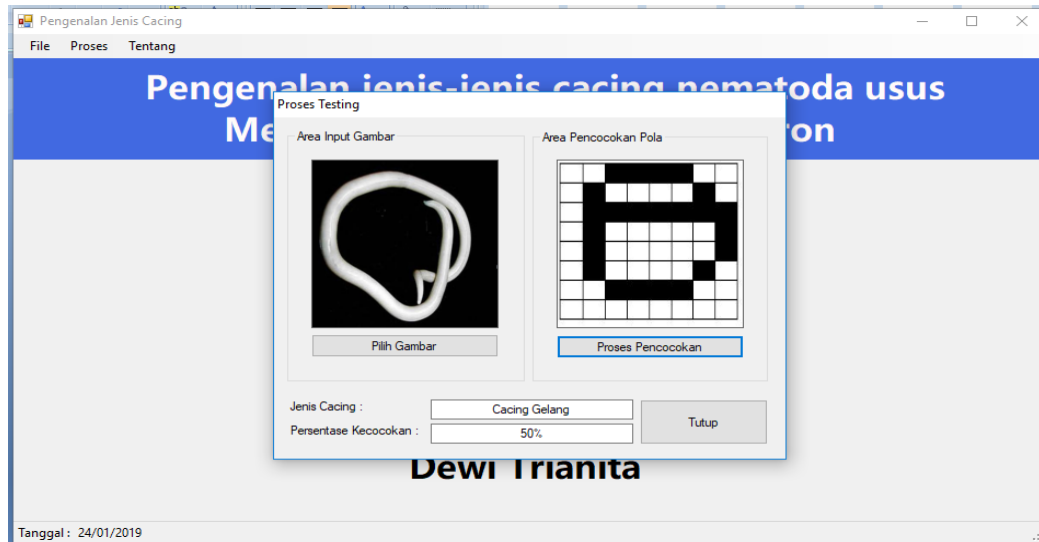 Pengenalan Jenis Cacing
File Proses Tentang
Pengenalan jenis-jenis cacing nematoda usus
Proses Testing
Area Input Gambar
Area Pencocokan Pola
Pilih Gambar
Proses Pencocokan
Jenis Cacing : Cacing Gelang
Persentase Kecocokan : 50%
Tutup
Dewi Trianita
Tanggal : 24/01/2019